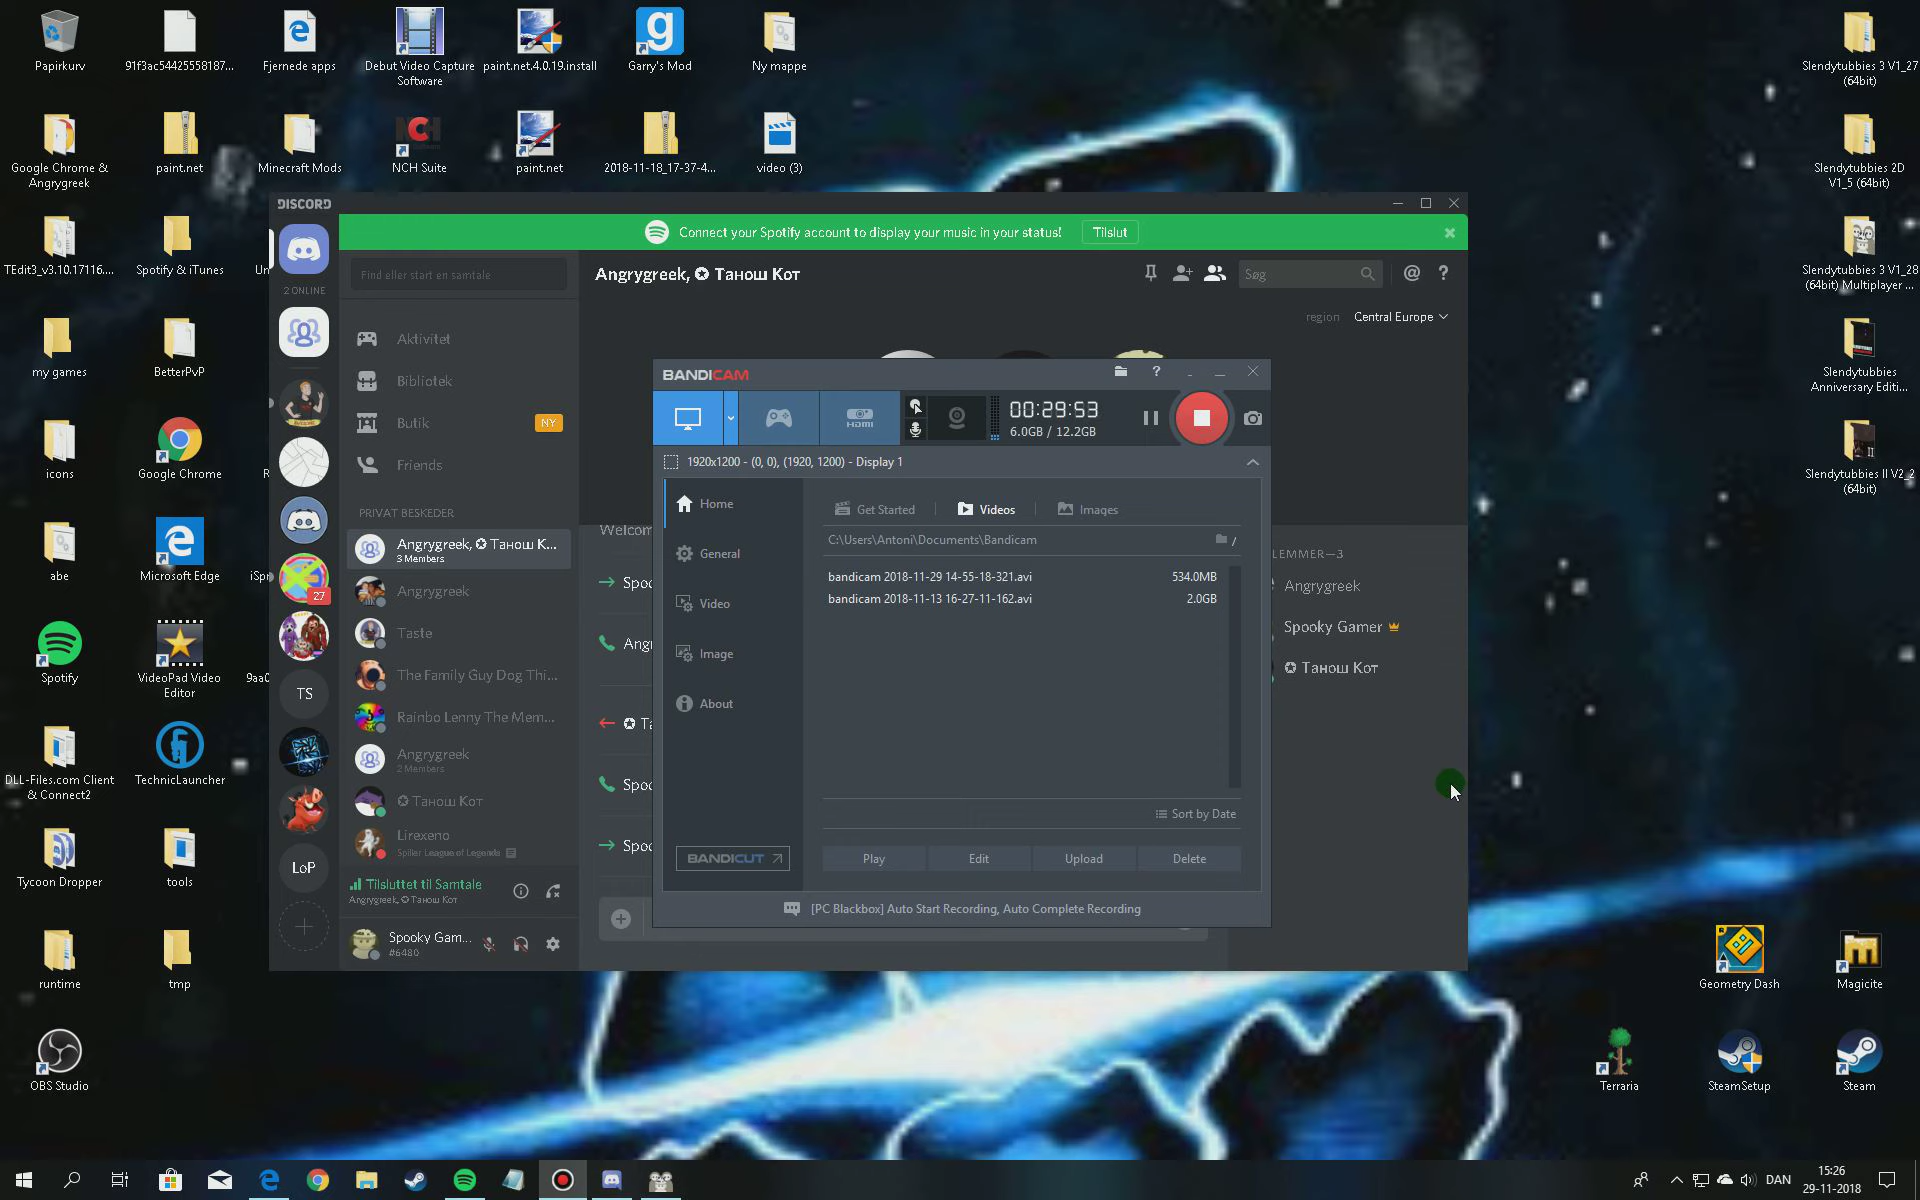 Papirkurv
91f3ac54425558187...
Fjernede apps
Debut Video Capture
Software
paint.net.4.0.19.install
Garry's Mod
Ny mappe
Slendytubbies 3 V1_27
(64bit)
Google Chrome &
Angrygreek
paint.net
Minecraft Mods
NCH Suite
paint.net
2018-11-18_17-37-4...
video (3)
Slendytubbies 2D
V1_5 (64bit)
TEdit3_v3.10.17116....
Spotify & iTunes
Slendytubbies 3 V1_28
(64bit) Multiplayer ...
my games
BetterPvP
Slendytubbies
Anniversary Editi...
icons
Google Chrome
Slendytubbies II V2_2
(64bit)
abe
Microsoft Edge
Spotify
VideoPad Video
Editor
DLL-Files.com Client
& Connect2
TechnicLauncher
Tycoon Dropper
tools
runtime
tmp
OBS Studio
Geometry Dash
Magicite
Terraria
SteamSetup
Steam
DISCORD
Connect your Spotify account to display your music in your status!
Tilslut
2 ONLINE
27
TS
LoP
Find eller start en samtale
Aktivitet
Bibliotek
Butik
NY
Friends
PRIVAT BESKEDER
Angrygreek, ✪ Танош К...
3 Members
Angrygreek
Taste
The Family Guy Dog Thi...
Rainbo Lenny The Mem...
Angrygreek
2 Members
✪ Танош Кот
Lirexeno
Spiller League of Legends
Tilsluttet til Samtale
Angrygreek, ✪ Танош Кот
Spooky Gam...
#6480
Angrygreek, ✪ Танош Кот
Søg
region
Central Europe
Welcom
Spoo
Angr
✪ Та
Spoo
Spoo
LEMMER—3
Angrygreek
Spooky Gamer
✪ Танош Кот
BANDICAM
HDMI
00:29:53
6.0GB / 12.2GB
1920x1200 - (0, 0), (1920, 1200) - Display 1
Home
General
Video
Image
About
BANDICUT
Get Started
Videos
Images
C:\Users\Antoni\Documents\Bandicam
bandicam 2018-11-29 14-55-18-321.avi 534.0MB
bandicam 2018-11-13 16-27-11-162.avi 2.0GB
Sort by Date
Play
Edit
Upload
Delete
[PC Blackbox] Auto Start Recording, Auto Complete Recording
DAN
15:26
29-11-2018